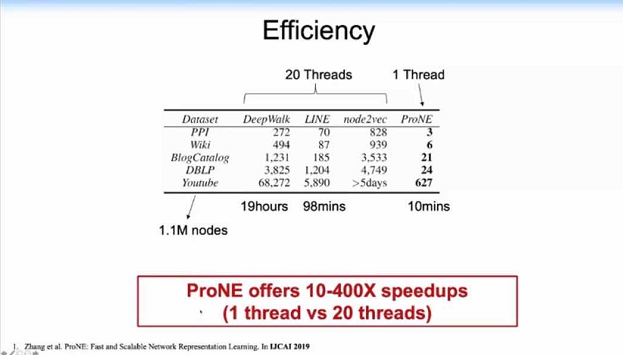 Efficiency
20 Threads 1 Thread
Dataset DeepWalk LINE node2vec ProNE
PPI 272 70 828 3
Wiki 494 87 939 6
BlogCatalog 1,231 185 3,533 21
DBLP 3,825 1,204 4,749 24
Youtube 68,272 5,890 >5days 627
19hours 98mins 10mins
1.1M nodes
ProNE offers 10-400X speedups
(1 thread vs 20 threads)
1. Zhang et al. ProNE: Fast and Scalable Network Representation Learning. In IJCAI 2019